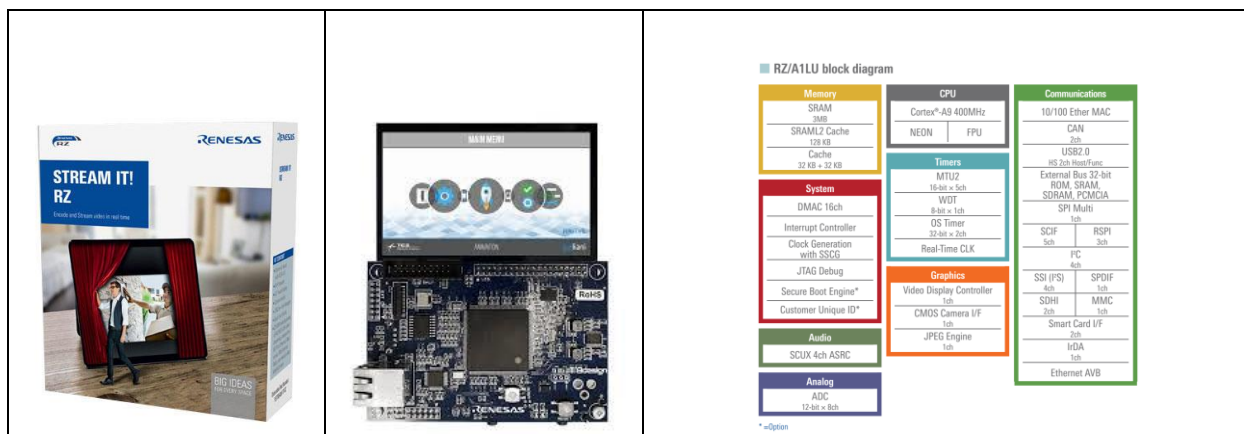 RZ
RENESAS
RENESAS
STREAM IT!
RZ
Encode and Stream video in real time
BIG IDEAS
FOR EVERY SPACE
MAIN MENU
RoHS
RENESAS
RZ/A1LU block diagram
Memory
SRAM
3MB
SRAML2 Cache
128 KB
Cache
32 KB + 32 KB
System
DMAC 16ch
Interrupt Controller
Clock Generation
with SSCG
JTAG Debug
Secure Boot Engine*
Customer Unique ID*
Audio
SCUX 4ch ASRC
Analog
ADC
12-bit × 8ch
* =Option
CPU
Cortex®-A9 400MHz
NEON FPU
Timers
MTU2
16-bit × 5ch
WDT
8-bit × 1ch
OS Timer
32-bit × 2ch
Real-Time CLK
Graphics
Video Display Controller
1ch
CMOS Camera I/F
1ch
JPEG Engine
1ch
Communications
10/100 Ether MAC
CAN
2ch
USB2.0
HS 2ch Host/Func
External Bus 32-bit
ROM, SRAM,
SDRAM, PCMCIA
SPI Multi
1ch
SCIF RSPI
5ch 3ch
I²C
4ch
SSI (I²S) SPDIF
4ch 1ch
SDHI MMC
2ch 1ch
Smart Card I/F
2ch
IrDA
1ch
Ethernet AVB